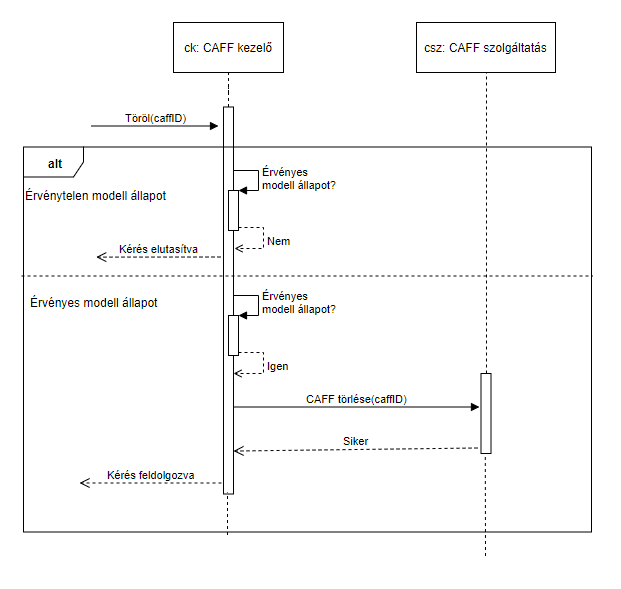 ck: CAFF kezelő
csz: CAFF szolgáltatás
Töröl(caffID)
alt
Érvényes
modell állapot?
Érvénytelen modell állapot
Nem
Kérés elutasítva
Érvényes
modell állapot?
Érvényes modell állapot
Igen
CAFF törlése(caffID)
Siker
Kérés feldolgozva